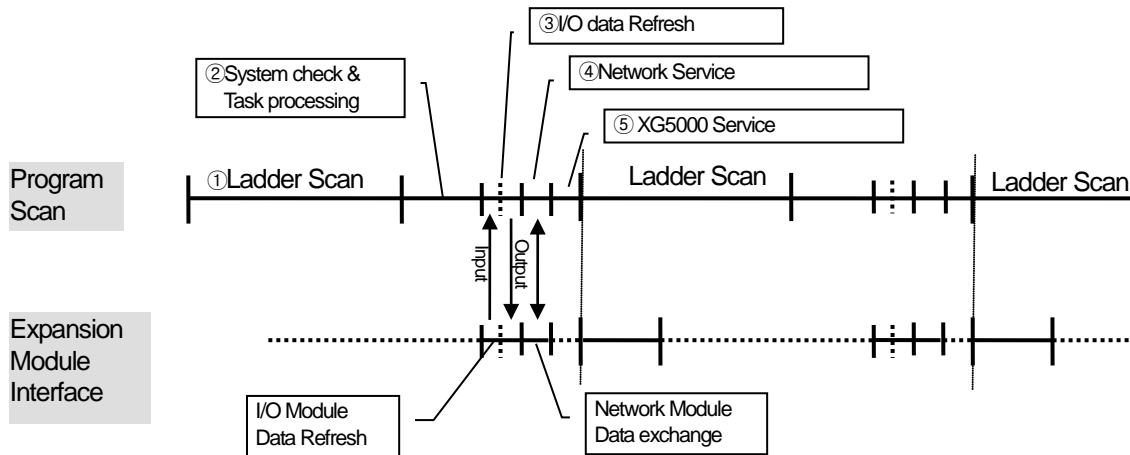 ③I/O data Refresh
②System check &
Task processing
④Network Service
⑤ XG5000 Service
Program
Scan
①Ladder Scan
Ladder Scan
Ladder Scan
Input
Output
Expansion
Module
Interface
I/O Module
Data Refresh
Network Module
Data exchange